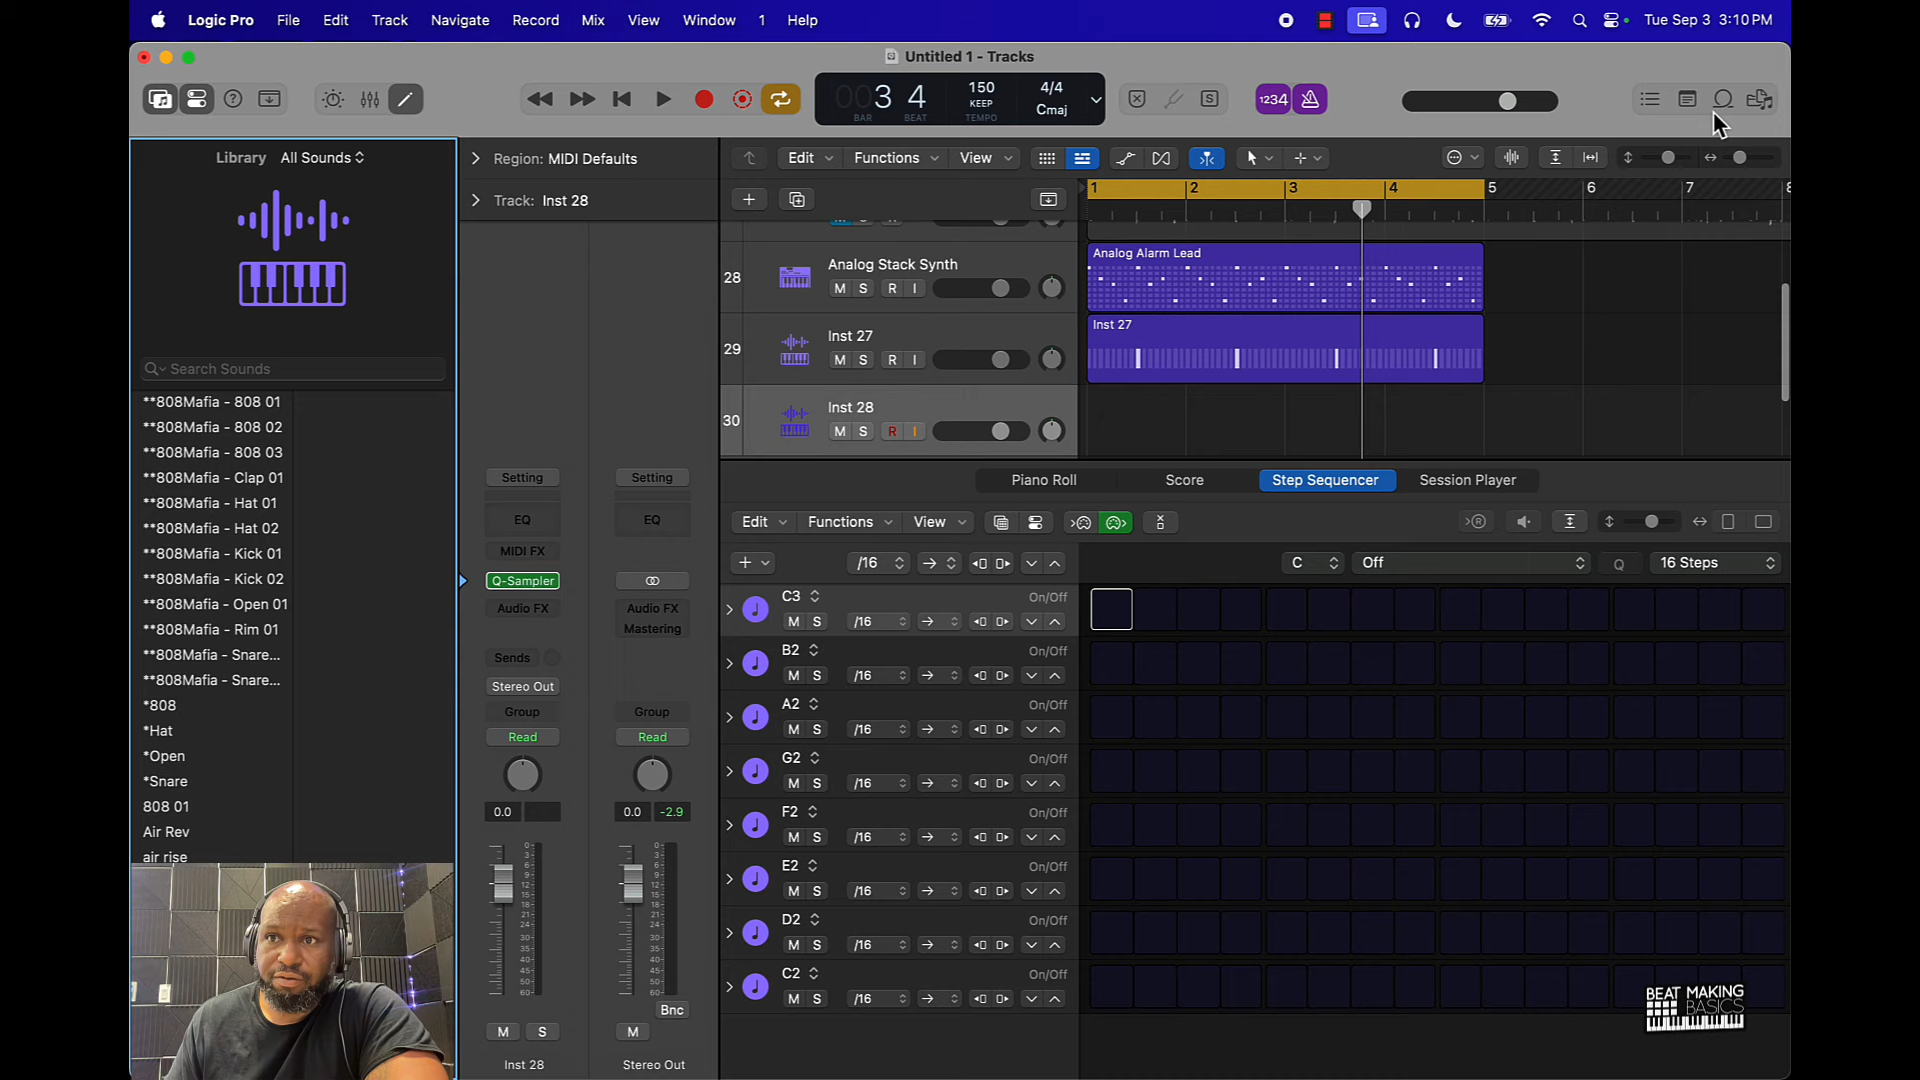 Logic Pro File Edit Track Navigate Record Mix View Window 1 Help Tue Sep 3 3:10 PM
Untitled 1 - Tracks
3 4 150 4/4
KEEP Cmaj
BAR BEAT TEMPO
1234
Library All Sounds
Search Sounds
**808Mafia - 808 01
**808Mafia - 808 02
**808Mafia - 808 03
**808Mafia - Clap 01
**808Mafia - Hat 01
**808Mafia - Hat 02
**808Mafia - Kick 01
**808Mafia - Kick 02
**808Mafia - Open 01
**808Mafia - Rim 01
**808Mafia - Snare...
**808Mafia - Snare...
*808
*Hat
*Open
*Snare
808 01
Air Rev
air rise
Region: MIDI Defaults
Track: Inst 28
Setting Setting
EQ EQ
MIDI FX
Q-Sampler
Audio FX Audio FX
Mastering
Sends
Stereo Out
Group Group
Read Read
0.0 0.0 -2.9
Bnc
M S M
Inst 28 Stereo Out
Edit Functions View
1 2 3 4 5 6 7 8
28 Analog Stack Synth
M S R I
Analog Alarm Lead
29 Inst 27
M S R I
Inst 27
30 Inst 28
M S R I
Piano Roll Score Step Sequencer Session Player
Edit Functions View
/16 C Off Q 16 Steps
C3 On/Off
M S /16
B2 On/Off
M S /16
A2 On/Off
M S /16
G2 On/Off
M S /16
F2 On/Off
M S /16
E2 On/Off
M S /16
D2 On/Off
M S /16
C2 On/Off
M S /16
BEAT MAKING
BASICS